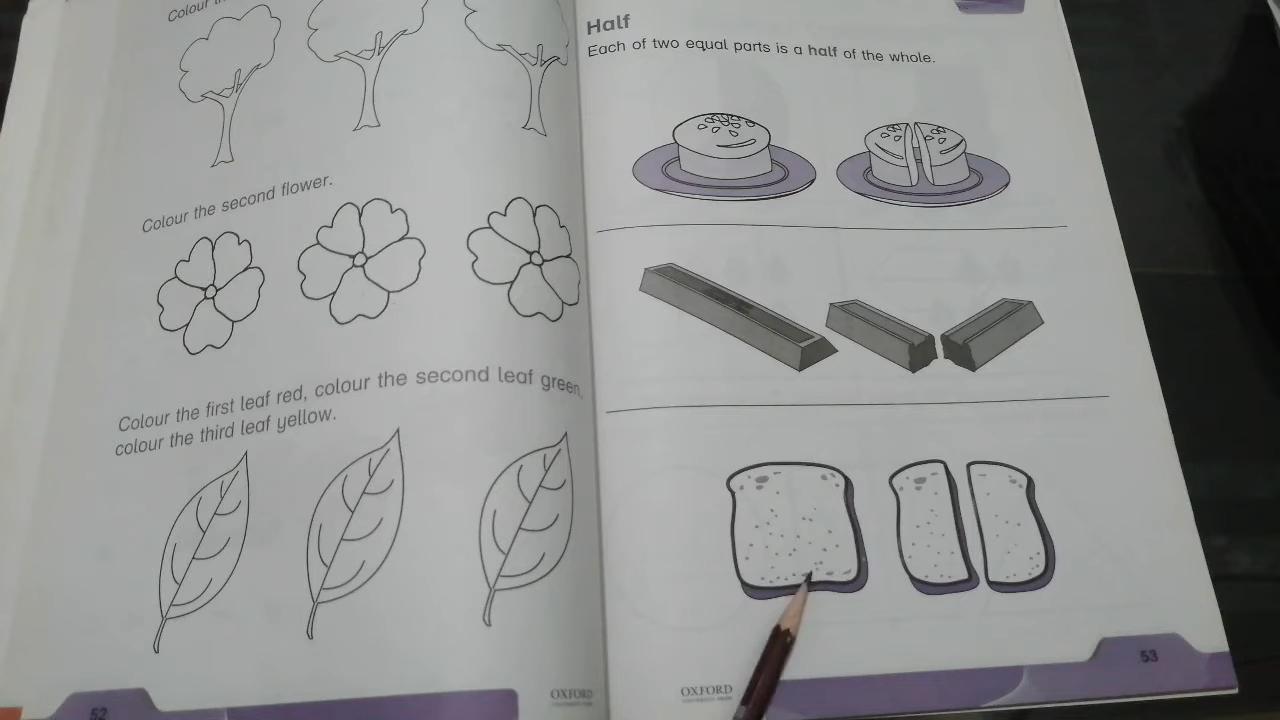 Colour
Colour the second flower.
Colour the first leaf red, colour the second leaf green,
colour the third leaf yellow.
OXFORD
52
Half
Each of two equal parts is a half of the whole.
OXFORD
53